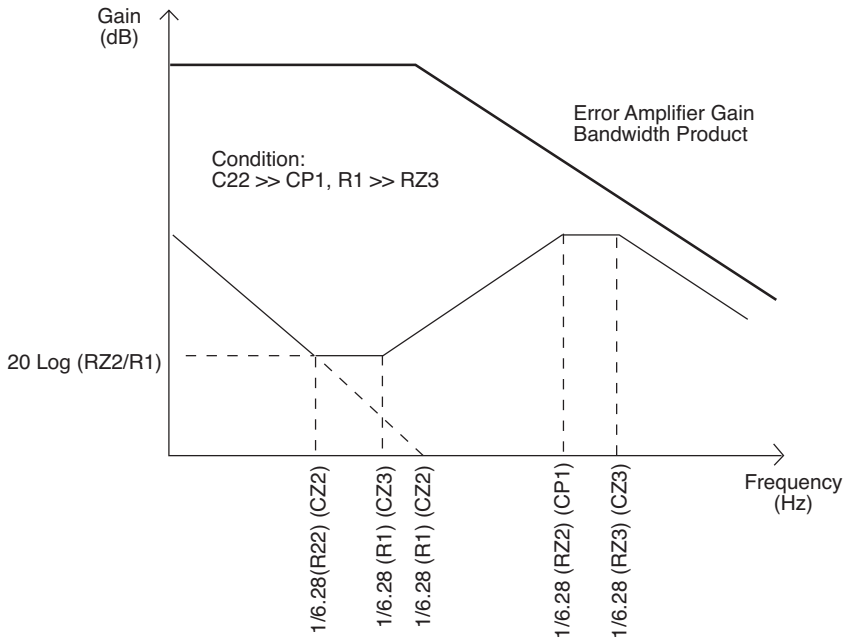 Gain
(dB)
Error Amplifier Gain
Bandwidth Product
Condition:
C22 >> CP1, R1 >> RZ3
20 Log (RZ2/R1)
Frequency
(Hz)
1/6.28(R22) (CZ2)
1/6.28 (R1) (CZ3)
1/6.28 (R1) (CZ2)
1/6.28 (RZ2) (CP1)
1/6.28 (RZ3) (CZ3)